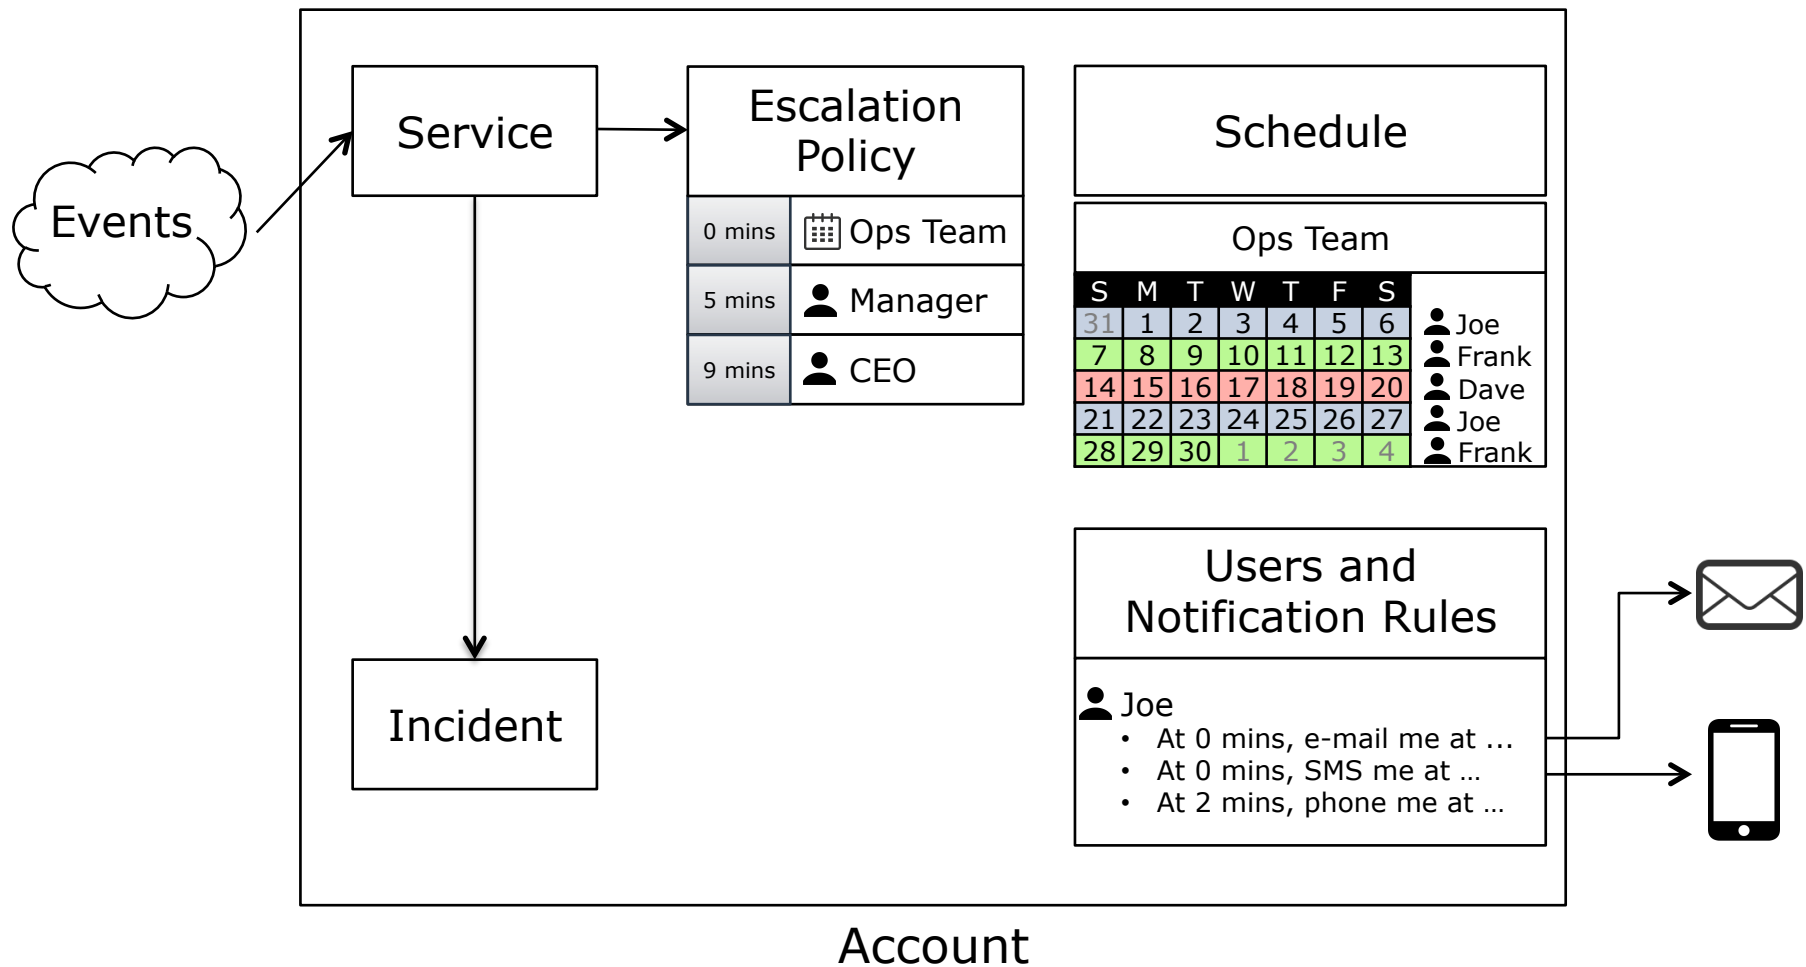 Events
Service
Escalation
Policy
0 mins Ops Team
5 mins Manager
9 mins CEO
Schedule
Ops Team
S M T W T F S
31 1 2 3 4 5 6 Joe
7 8 9 10 11 12 13 Frank
14 15 16 17 18 19 20 Dave
21 22 23 24 25 26 27 Joe
28 29 30 1 2 3 4 Frank
Incident
Users and
Notification Rules
Joe
• At 0 mins, e-mail me at ...
• At 0 mins, SMS me at ...
• At 2 mins, phone me at ...
Account